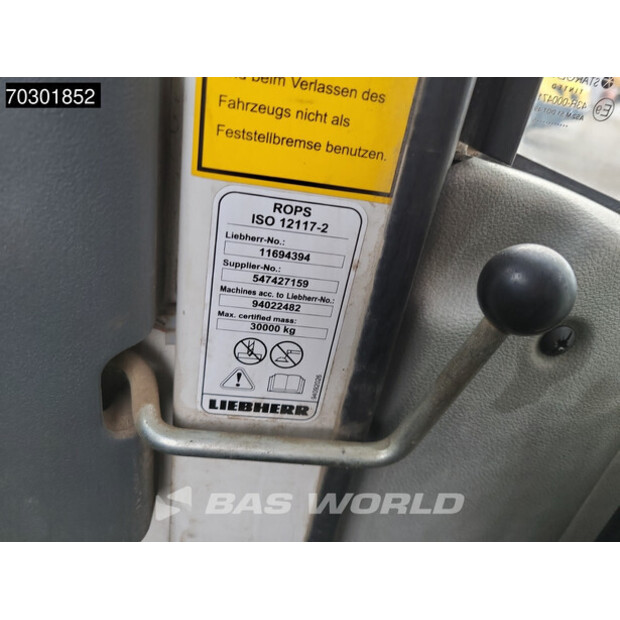 70301852
beim Verlassen des
Fahrzeugs nicht als
Feststellbremse benutzen.
ROPS
ISO 12117-2
Liebherr-No.:
11694394
Supplier-No.:
547427159
Machines acc. to Liebherr-No.:
94022482
Max. certified mass:
30000 kg
LIEBHERR
BAS WORLD